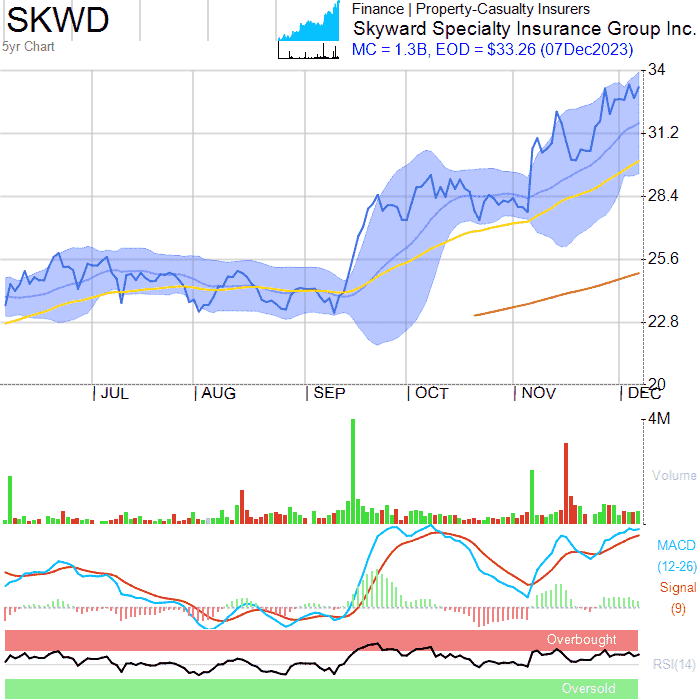 SKWD
5yr Chart
Finance | Property-Casualty Insurers
Skyward Specialty Insurance Group Inc.
MC = 1.3B, EOD = $33.26 (07Dec2023)
34
31.2
28.4
25.6
22.8
20
JUL AUG SEP OCT NOV DEC
4M
Volume
MACD
(12-26)
Signal
(9)
Overbought
RSI(14)
Oversold